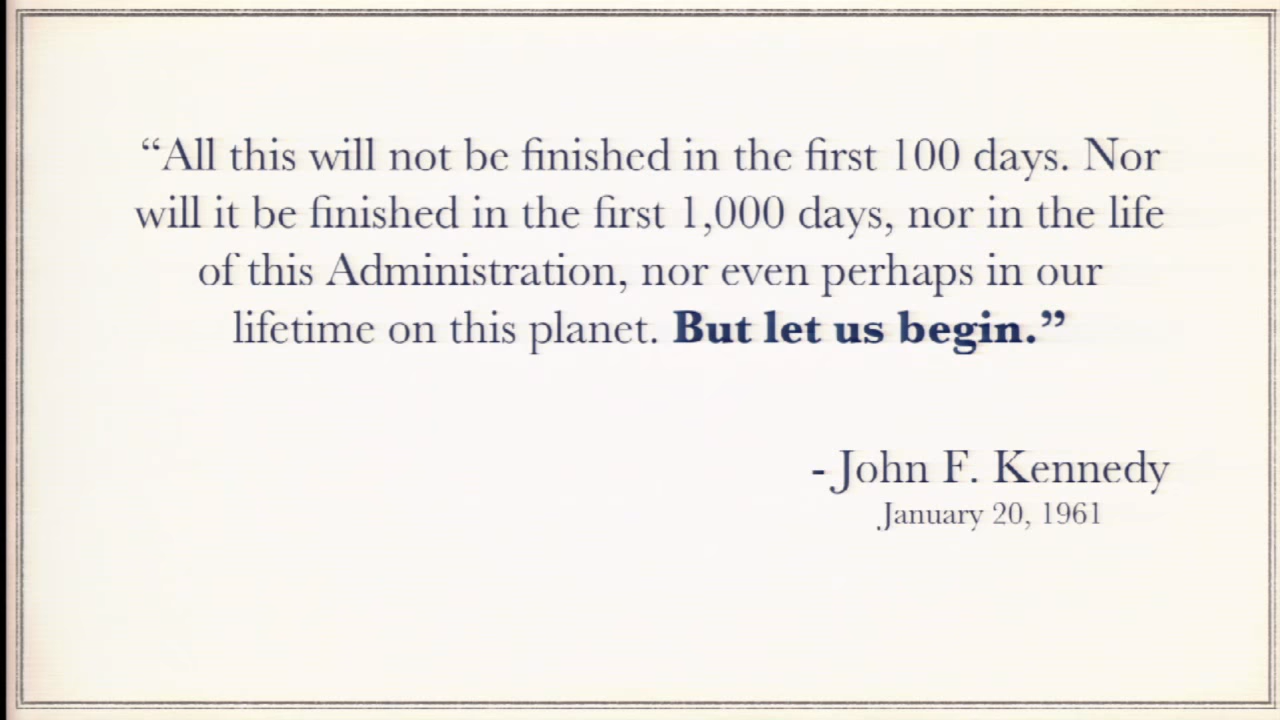 “All this will not be finished in the first 100 days. Nor
will it be finished in the first 1,000 days, nor in the life
of this Administration, nor even perhaps in our
lifetime on this planet. But let us begin.”
- John F. Kennedy
January 20, 1961